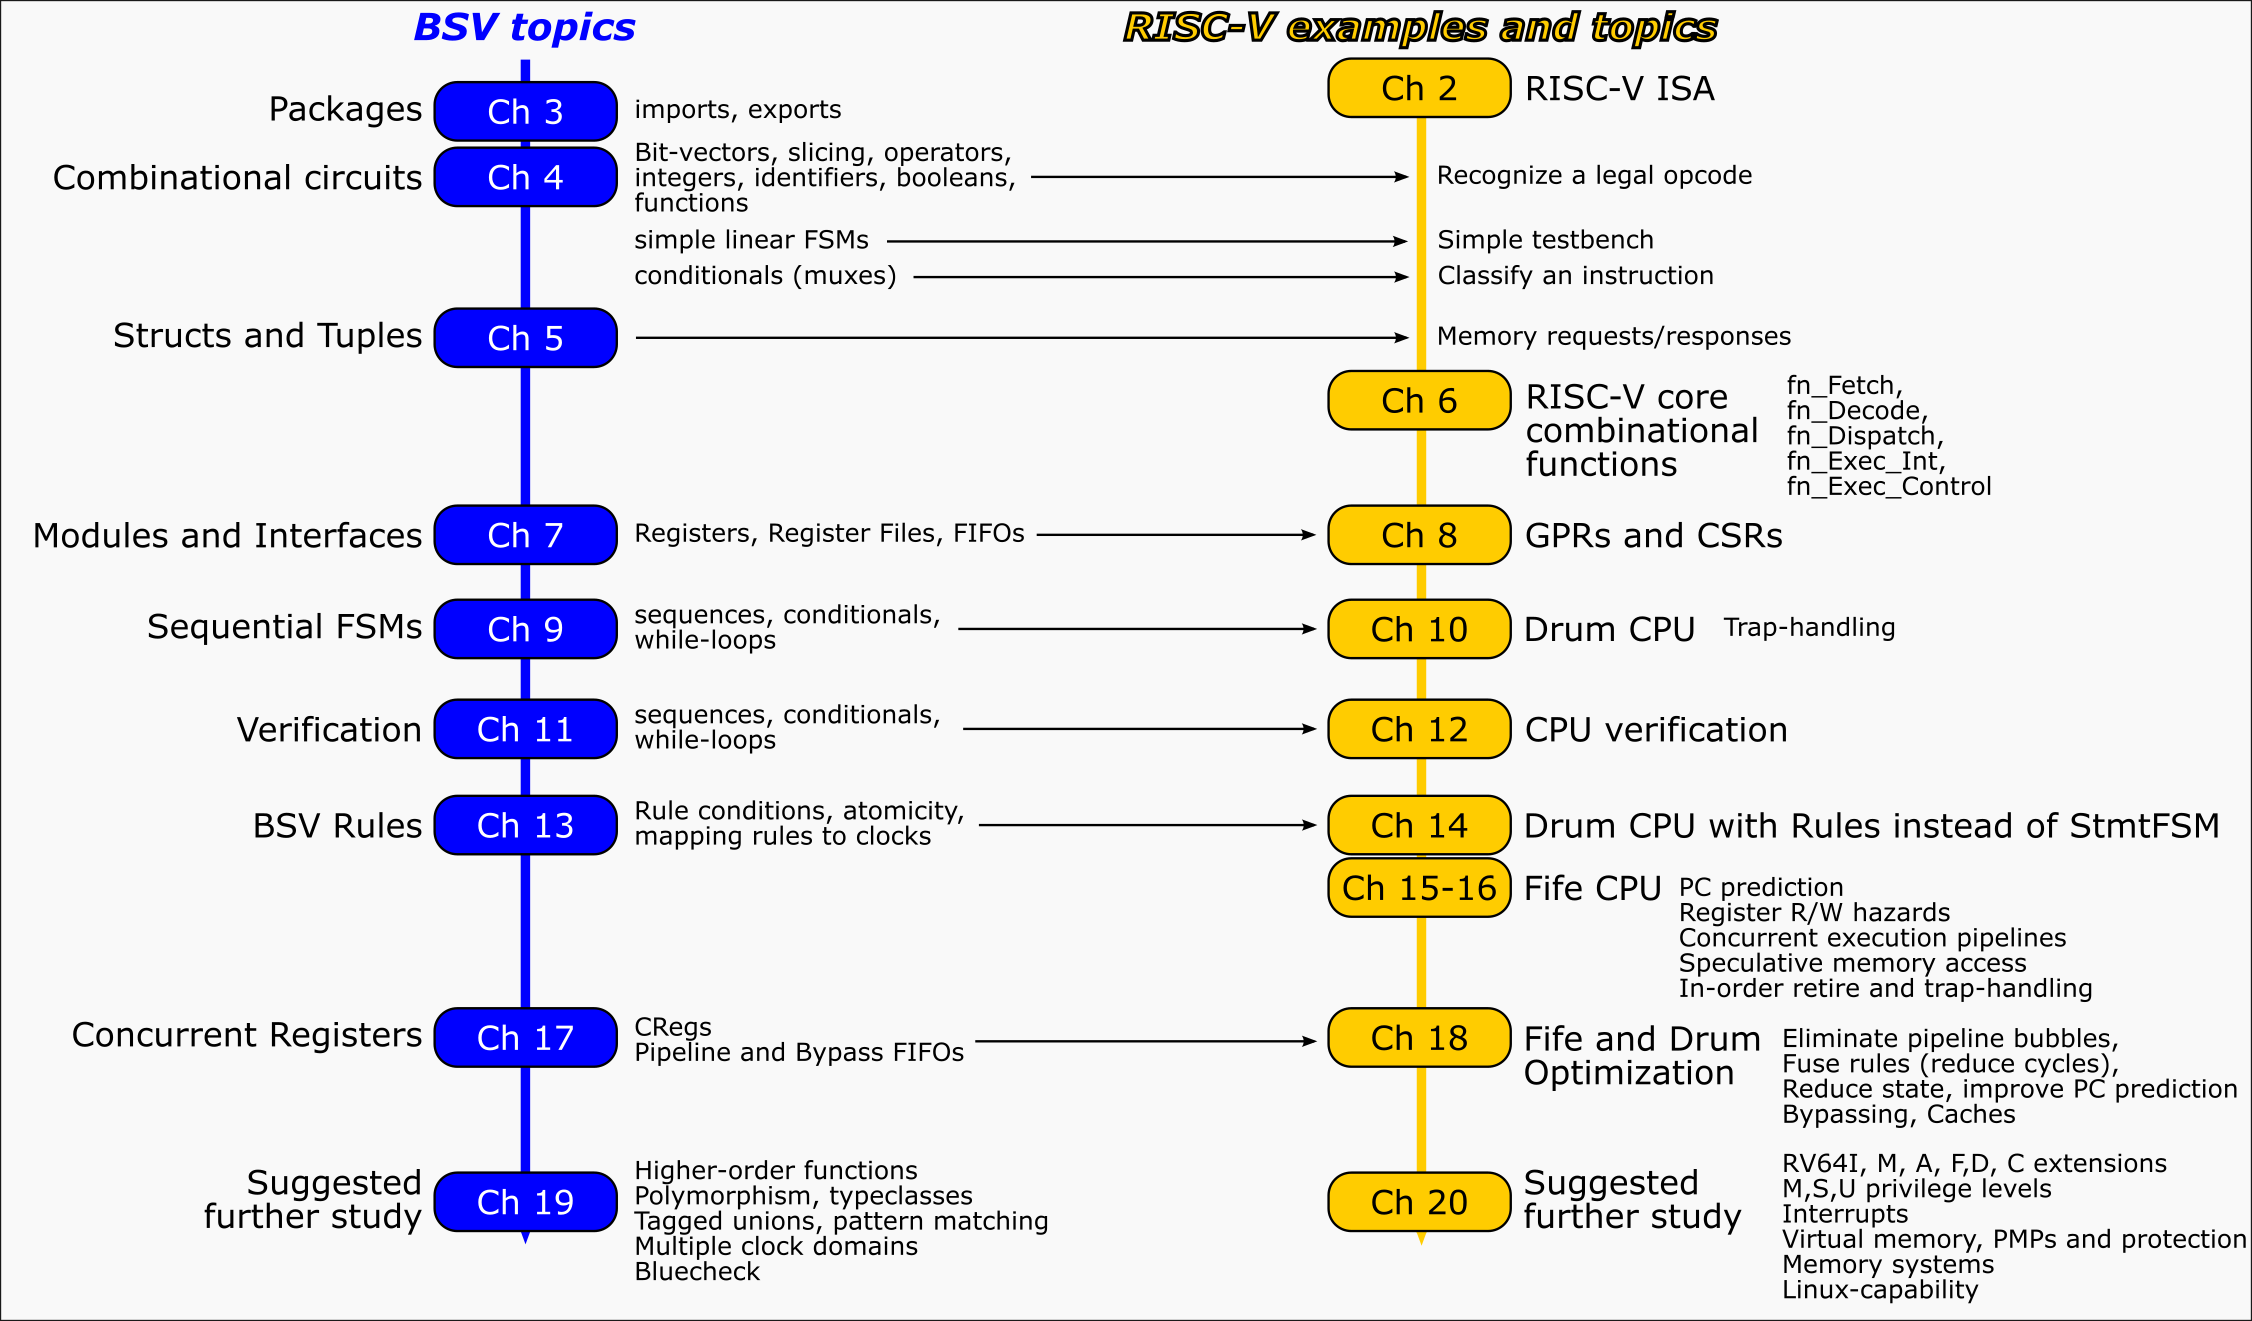 BSV topics
RISC-V examples and topics
Ch 2
RISC-V ISA
Packages
Ch 3
imports, exports
Combinational circuits
Ch 4
Bit-vectors, slicing, operators,
integers, identifiers, booleans,
functions
Recognize a legal opcode
simple linear FSMs
Simple testbench
conditionals (muxes)
Classify an instruction
Structs and Tuples
Ch 5
Memory requests/responses
Ch 6
RISC-V core
combinational
functions
fn_Fetch,
fn_Decode,
fn_Dispatch,
fn_Exec_Int,
fn_Exec_Control
Modules and Interfaces
Ch 7
Registers, Register Files, FIFOs
Ch 8
GPRs and CSRs
Sequential FSMs
Ch 9
sequences, conditionals,
while-loops
Ch 10
Drum CPU
Trap-handling
Verification
Ch 11
sequences, conditionals,
while-loops
Ch 12
CPU verification
BSV Rules
Ch 13
Rule conditions, atomicity,
mapping rules to clocks
Ch 14
Drum CPU with Rules instead of StmtFSM
Ch 15-16
Fife CPU
PC prediction
Register R/W hazards
Concurrent execution pipelines
Speculative memory access
In-order retire and trap-handling
Concurrent Registers
Ch 17
CRegs
Pipeline and Bypass FIFOs
Ch 18
Fife and Drum
Optimization
Eliminate pipeline bubbles,
Fuse rules (reduce cycles),
Reduce state, improve PC prediction
Bypassing, Caches
Suggested
further study
Ch 19
Higher-order functions
Polymorphism, typeclasses
Tagged unions, pattern matching
Multiple clock domains
Bluecheck
Ch 20
Suggested
further study
RV64I, M, A, F,D, C extensions
M,S,U privilege levels
Interrupts
Virtual memory, PMPs and protection
Memory systems
Linux-capability